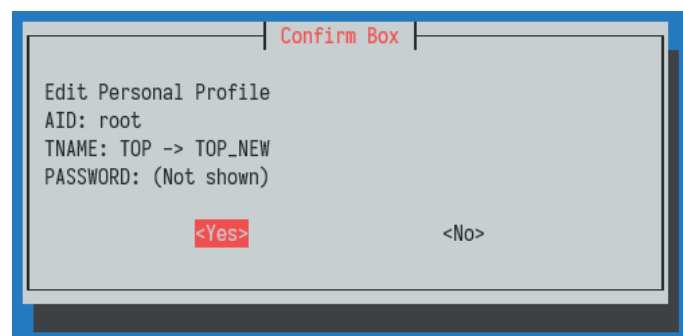 Confirm Box
Edit Personal Profile
AID: root
TNAME: TOP -> TOP_NEW
PASSWORD: (Not shown)
<Yes> <No>